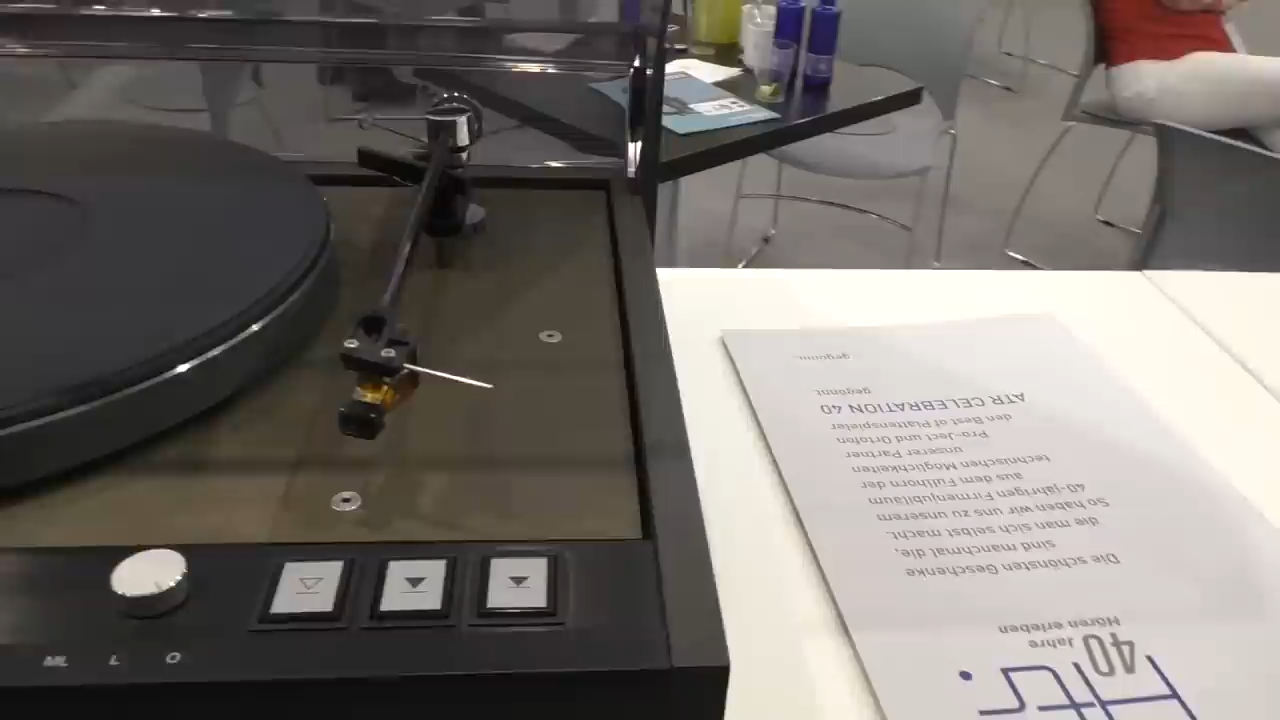 ML L O
atr.
40
Jahre
Hören erleben
Die schönsten Geschenke
sind manchmal die,
die man sich selbst macht.
So haben wir uns zu unserem
40-jährigen Firmenjubiläum
aus dem Füllhorn der
technischen Möglichkeiten
unserer Partner
Pro-Ject und Ortofon
den Best of Plattenspieler
ATR CELEBRATION 40
gegönnt
gegönnt.